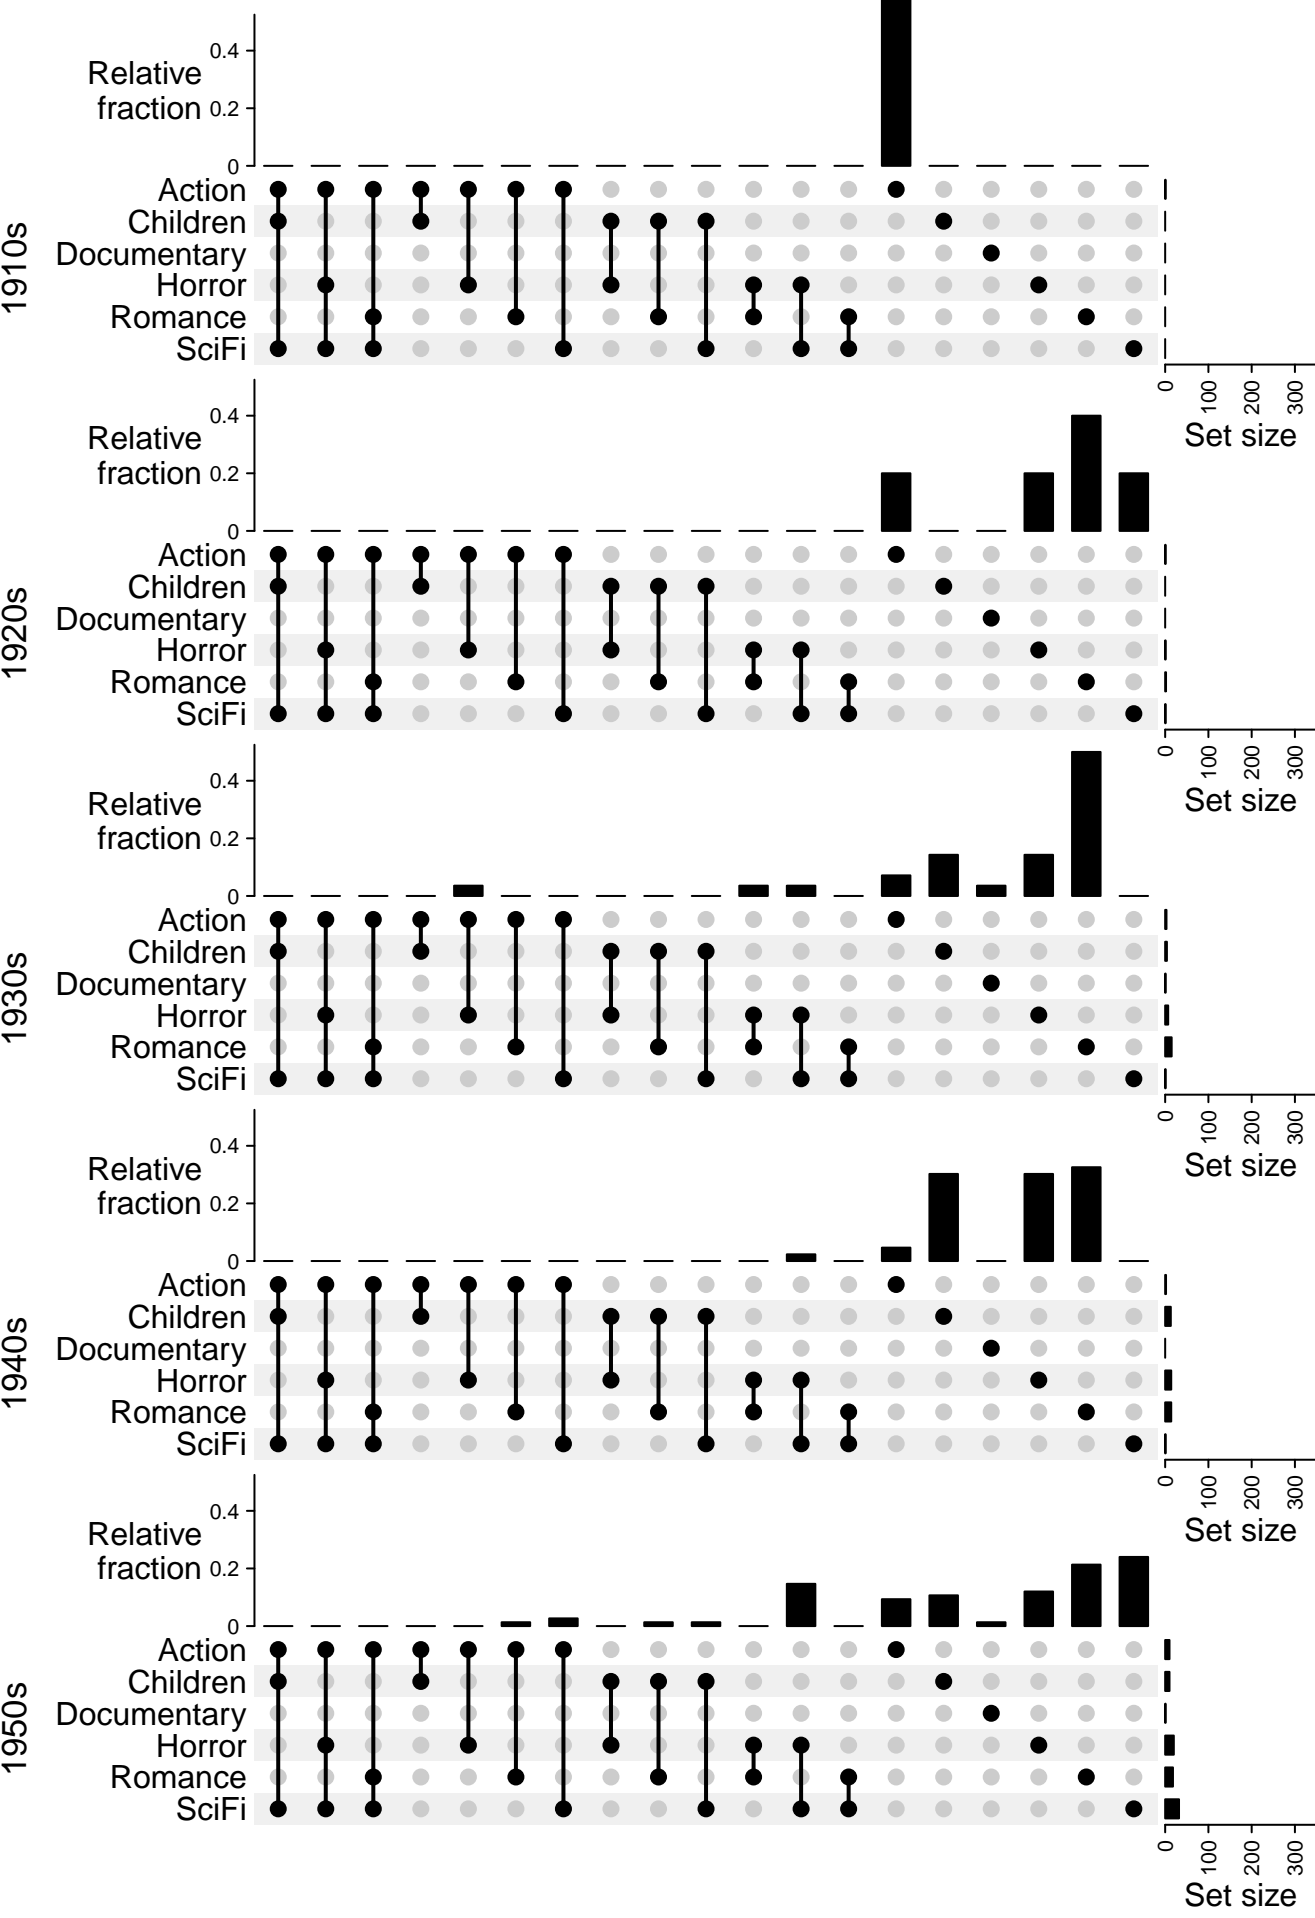 0.4
Relative
fraction
0.2
0
Action
Children
Documentary
Horror
Romance
SciFi
1910s
0
100
200
300
Set size
0.4
Relative
fraction
0.2
0
Action
Children
Documentary
Horror
Romance
SciFi
1920s
0
100
200
300
Set size
0.4
Relative
fraction
0.2
0
Action
Children
Documentary
Horror
Romance
SciFi
1930s
0
100
200
300
Set size
0.4
Relative
fraction
0.2
0
Action
Children
Documentary
Horror
Romance
SciFi
1940s
0
100
200
300
Set size
0.4
Relative
fraction
0.2
0
Action
Children
Documentary
Horror
Romance
SciFi
1950s
0
100
200
300
Set size